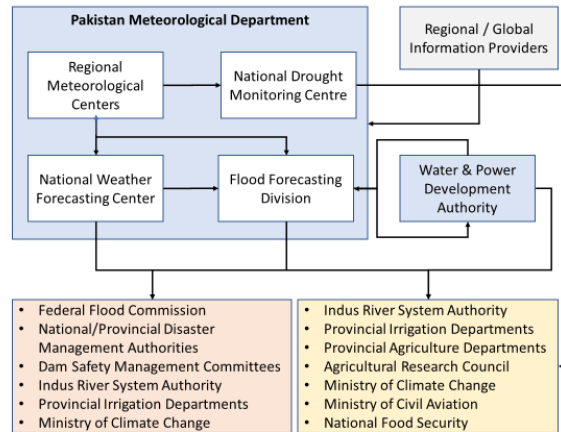 Pakistan Meteorological Department
Regional
Meteorological
Centers
National Drought
Monitoring Centre
Regional / Global
Information Providers
National Weather
Forecasting Center
Flood Forecasting
Division
Water & Power
Development
Authority
• Federal Flood Commission
• National/Provincial Disaster
Management Authorities
• Dam Safety Management Committees
• Indus River System Authority
• Provincial Irrigation Departments
• Ministry of Climate Change
• Indus River System Authority
• Provincial Irrigation Departments
• Provincial Agriculture Departments
• Agricultural Research Council
• Ministry of Climate Change
• Ministry of Civil Aviation
• National Food Security